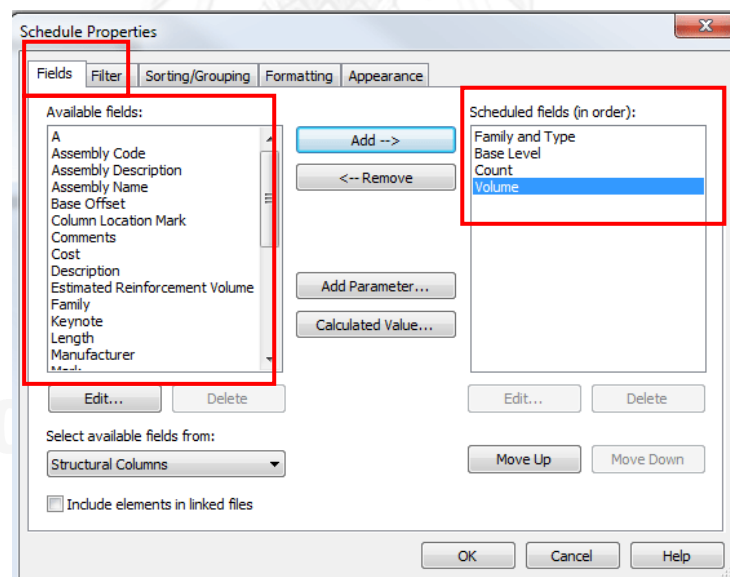 Schedule Properties
Fields Filter Sorting/Grouping Formatting Appearance
Available fields:
A
Assembly Code
Assembly Description
Assembly Name
Base Offset
Column Location Mark
Comments
Cost
Description
Estimated Reinforcement Volume
Family
Keynote
Length
Manufacturer
Mark
Add -->
<-- Remove
Add Parameter...
Calculated Value...
Scheduled fields (in order):
Family and Type
Base Level
Count
Volume
Edit... Delete
Edit... Delete
Select available fields from:
Structural Columns
Move Up Move Down
Include elements in linked files
OK Cancel Help